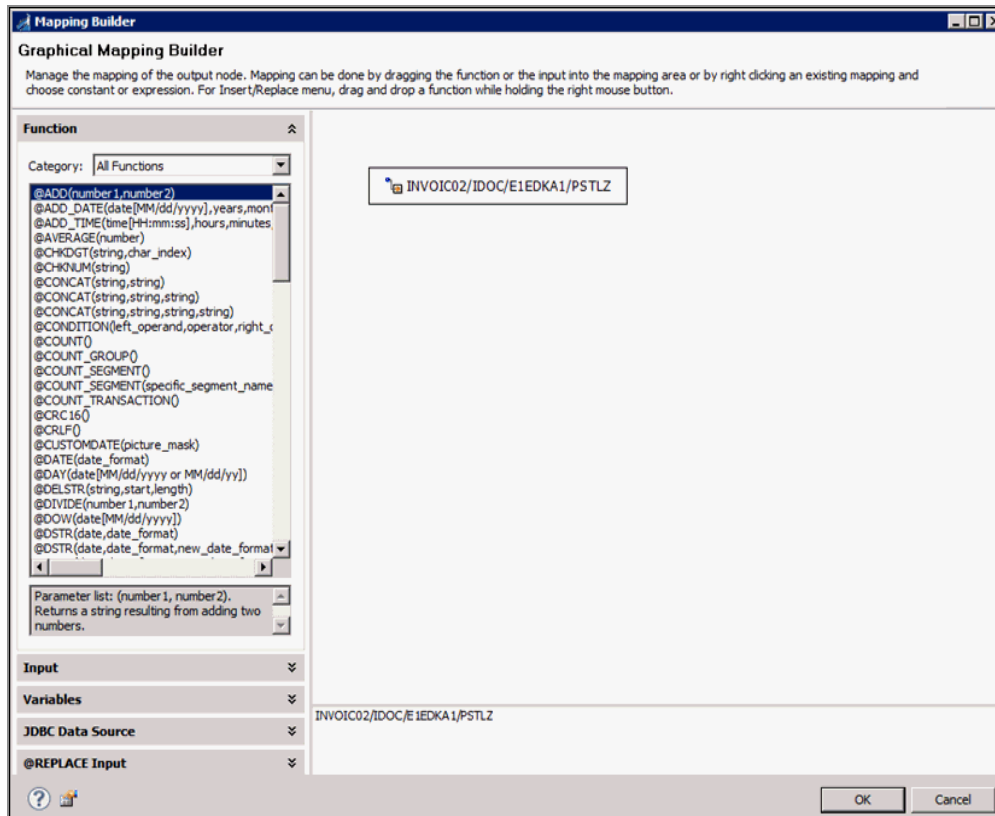 Mapping Builder
Graphical Mapping Builder
Manage the mapping of the output node. Mapping can be done by dragging the function or the input into the mapping area or by right clicking an existing mapping and
choose constant or expression. For Insert/Replace menu, drag and drop a function while holding the right mouse button.
Function
Category: All Functions
@ADD(number1,number2)
@ADD_DATE(date[MM/dd/yyyy],years,mont
@ADD_TIME(time[HH:mm:ss],hours,minutes,
@AVERAGE(number)
@CHKDGT(string,char_index)
@CHKNUM(string)
@CONCAT(string,string)
@CONCAT(string,string,string)
@CONCAT(string,string,string,string)
@CONDITION(left_operand,operator,right_c
@COUNT()
@COUNT_GROUP()
@COUNT_SEGMENT()
@COUNT_SEGMENT(specific_segment_name
@COUNT_TRANSACTION()
@CRC16()
@CRLF()
@CUSTOMDATE(picture_mask)
@DATE(date_format)
@DAY(date[MM/dd/yyyy or MM/dd/yy])
@DELSTR(string,start,length)
@DIVIDE(number1,number2)
@DOW(date[MM/dd/yyyy])
@DSTR(date,date_format)
@DSTR(date,date_format,new_date_format
Parameter list: (number1, number2).
Returns a string resulting from adding two
numbers.
Input
Variables
JDBC Data Source
@REPLACE Input
INVOIC02/IDOC/E1EDKA1/PSTLZ
INVOIC02/IDOC/E1EDKA1/PSTLZ
OK
Cancel